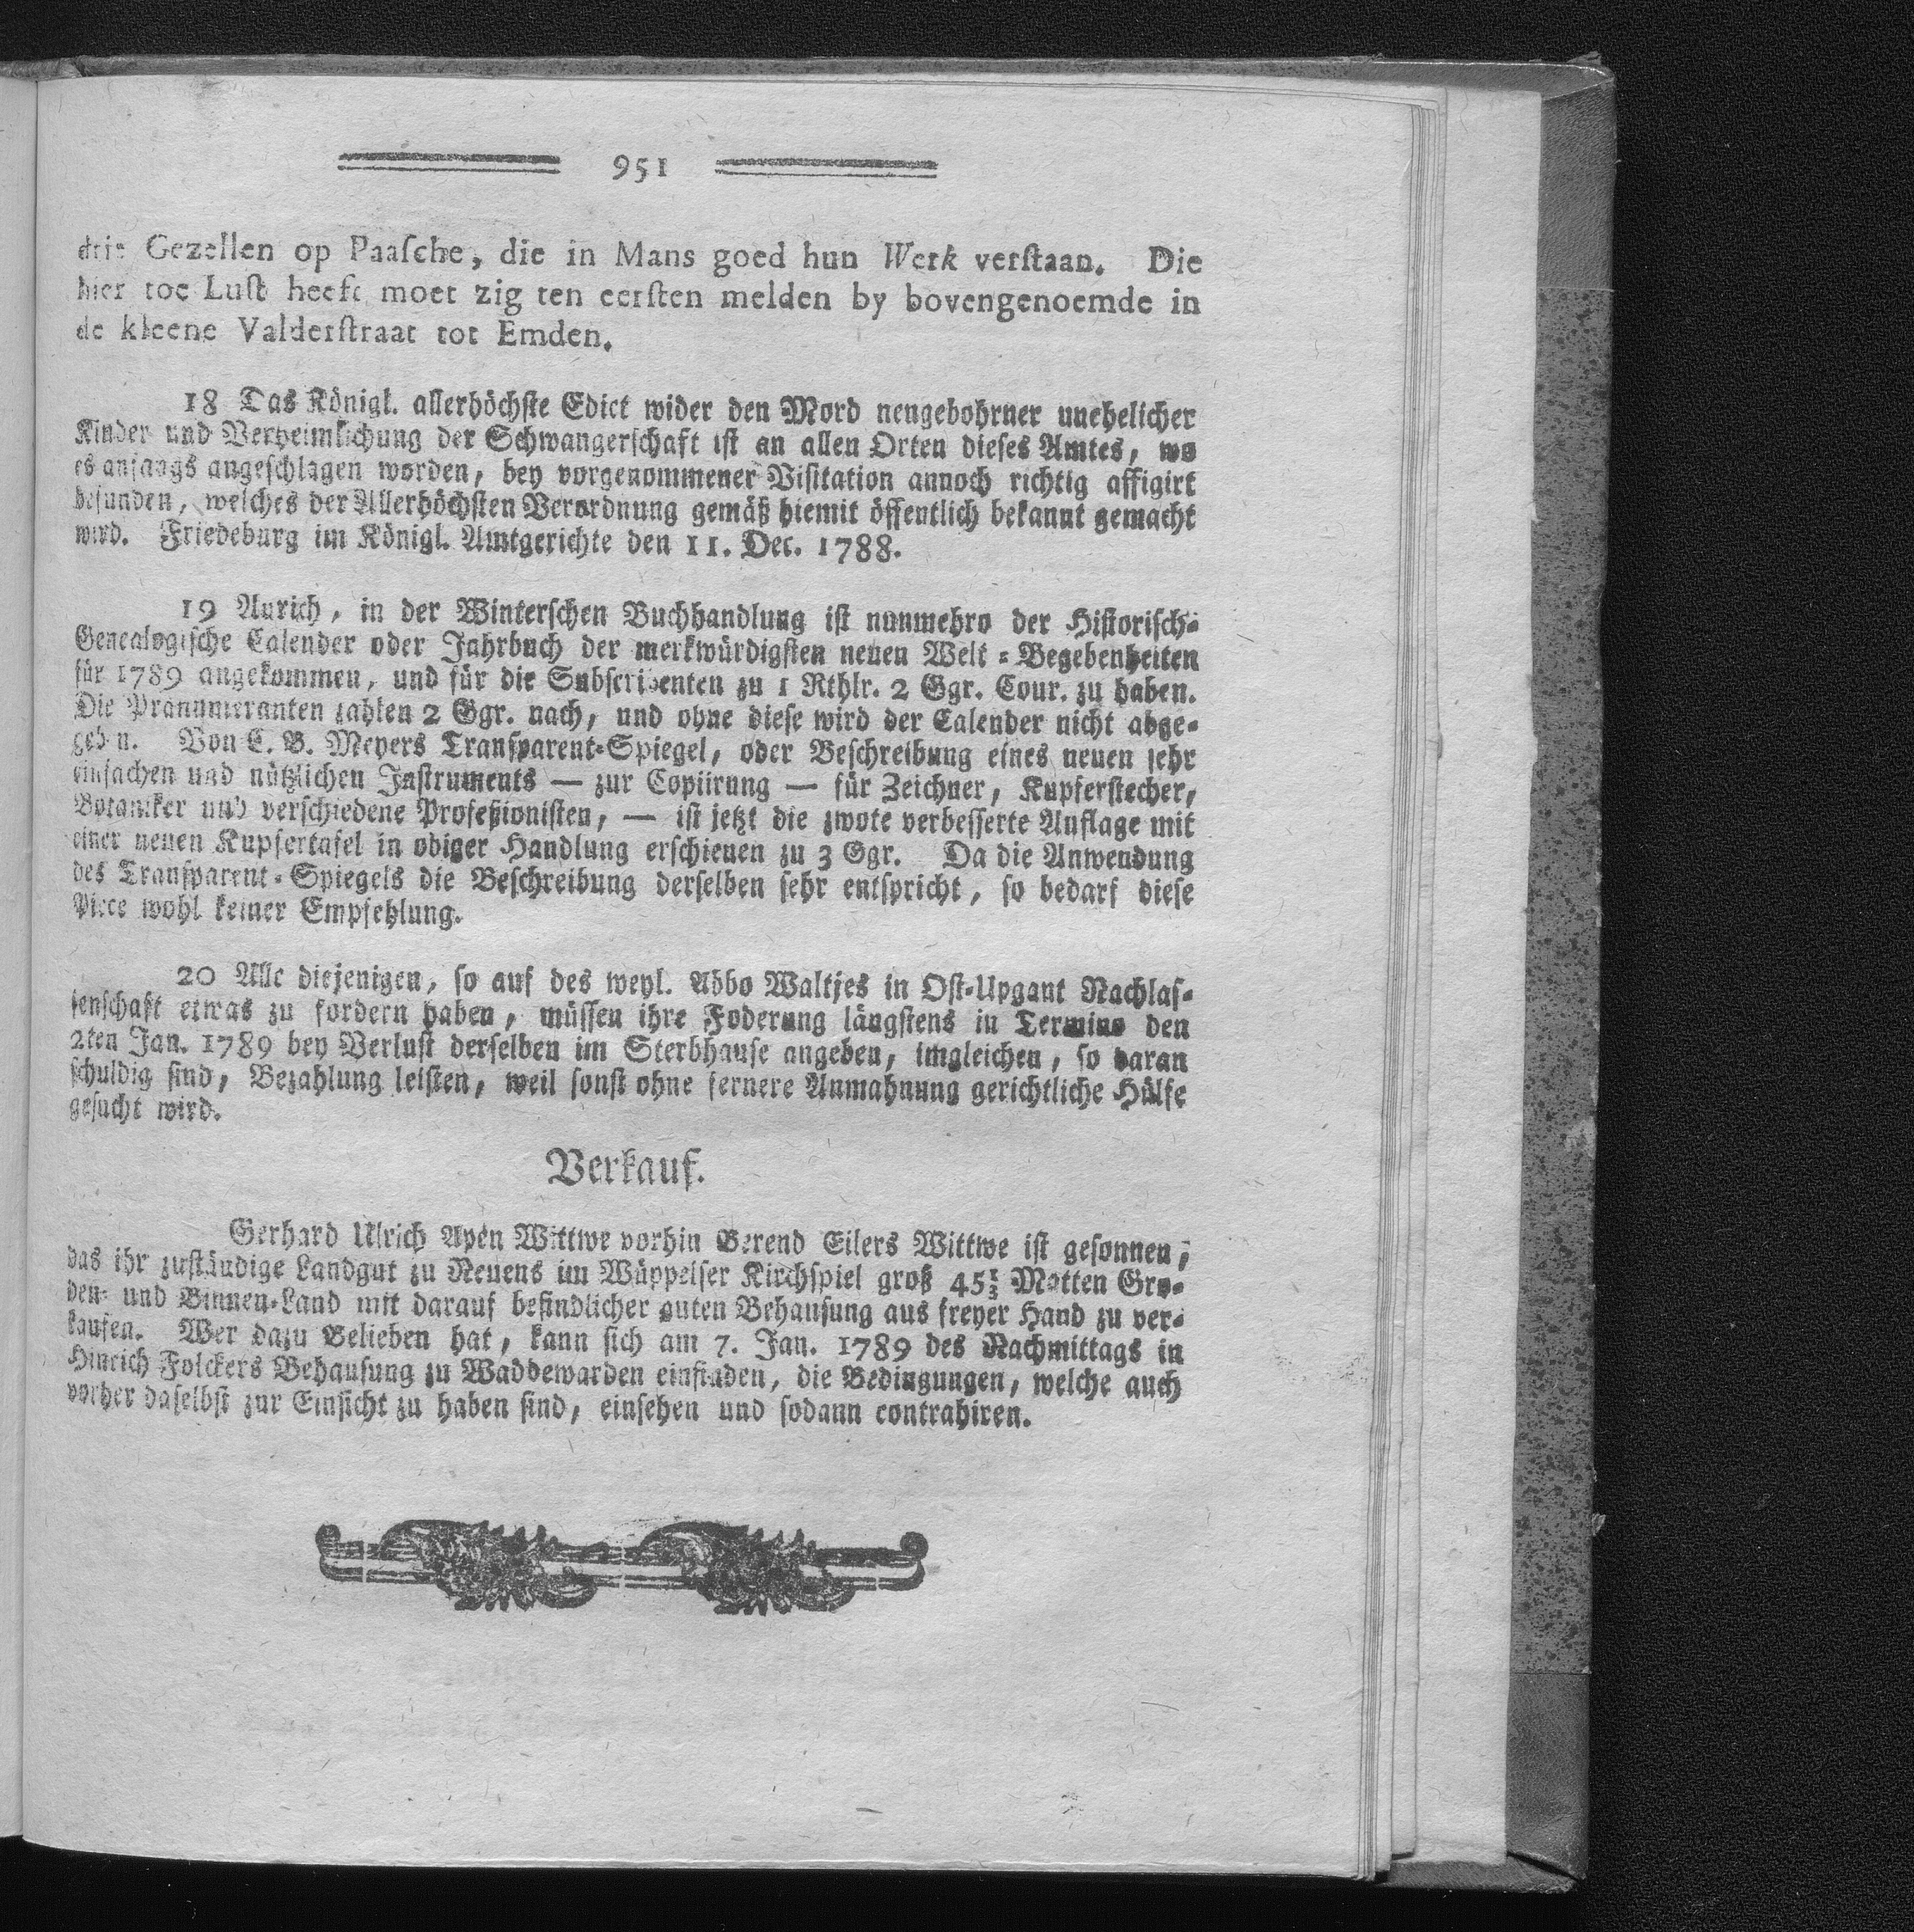 951
drie Gezellen op Paasche, die in Mans goed hun Werk verstaan. Die
hier toe Lust heeft moet zig ten eersten melden by bovengenoemde in
de kleene Valderstraat tot Emden.
18 Das Königl. allerhöchste Edict wider den Mord neugebohrner unehelicher
Kinder und Verheimlichung der Schwangerschaft ist an allen Orten dieses Amtes, wo
es anfangs angeschlagen worden, bey vorgenommener Visitation annoch richtig affigirt
befunden, welches der Allerhöchsten Verordnung gemäß hiemit öffentlich bekannt gemacht
wird. Friedeburg im Königl. Amtgerichte den 11. Dec. 1788.
19 Aurich, in der Winterschen Buchhandlung ist nunmehro der Historisch-
Genealogische Calender oder Jahrbuch der merkwürdigsten neuen Welt-Begebenheiten
für 1789 angekommen, und für die Subscribenten zu 1 Rthlr. 2 Ggr. Cour. zu haben.
Die Pränumeranten zahlen 2 Ggr. nach, und ohne diese wird der Calender nicht abge-
geben. Von C. B. Meyers Transparent-Spiegel, oder Beschreibung eines neuen sehr
einfachen und nützlichen Instruments — zur Copiirung — für Zeichner, Kupferstecher,
Botaniker und verschiedene Profeßionisten, — ist jetzt die zwote verbesserte Auflage mit
einer neuen Kupfertafel in obiger Handlung erschienen zu 3 Ggr. Da die Anwendung
des Transparent-Spiegels die Beschreibung derselben sehr entspricht, so bedarf diese
Piece wohl keiner Empfehlung.
20 Alle diejenigen, so auf des weyl. Abbo Waltjes in Ost-Upgant Nachlas-
senschaft etwas zu fordern haben, müssen ihre Foderung längstens in Termino den
2ten Jan. 1789 bey Verlust derselben im Sterbhause angeben, imgleichen, so daran
schuldig sind, Bezahlung leisten, weil sonst ohne fernere Anmahnung gerichtliche Hülfe
gesucht wird.
Verkauf.
Gerhard Ulrich Apen Wittwe vorhin Berend Eilers Wittwe ist gesonnen,
das ihr zuständige Landgut zu Neuens im Wüppelser Kirchspiel groß 45⅓ Matten Gro-
den- und Binnen-Land mit darauf befindlicher guten Behausung aus freyer Hand zu ver-
kaufen. Wer dazu Belieben hat, kann sich am 7. Jan. 1789 des Nachmittags in
Hinrich Folckers Behausung zu Waddewarden einfinden, die Bedingungen, welche auch
vorher daselbst zur Einsicht zu haben sind, einsehen und sodann contrahiren.